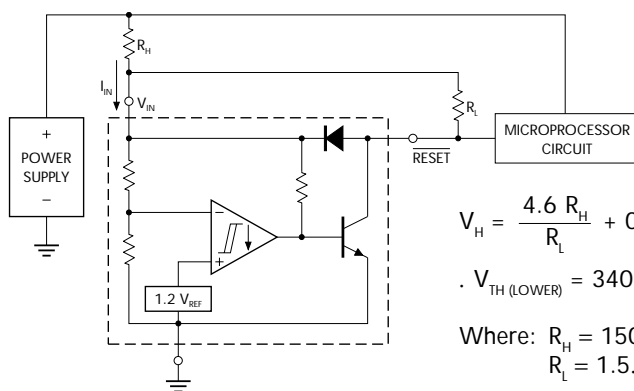 R_H
I_IN
V_IN
R_L
+
POWER
SUPPLY
−
RESET
MICROPROCESSOR
CIRCUIT
−
+
1.2 V_REF
V_H = 4.6 R_H / R_L + 0
. V_TH (LOWER) = 340
Where: R_H = 150
R_L = 1.5.